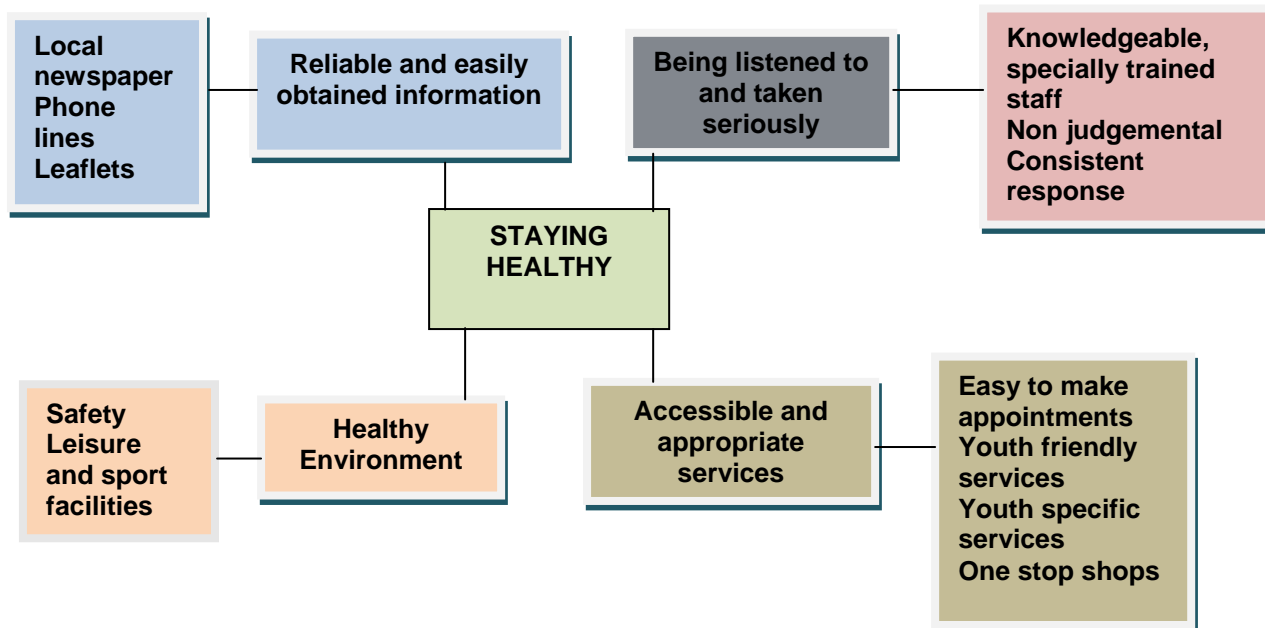 Local
newspaper
Phone
lines
Leaflets
Reliable and easily
obtained information
Being listened to
and taken
seriously
Knowledgeable,
specially trained
staff
Non judgemental
Consistent
response
STAYING
HEALTHY
Safety
Leisure
and sport
facilities
Healthy
Environment
Accessible and
appropriate
services
Easy to make
appointments
Youth friendly
services
Youth specific
services
One stop shops